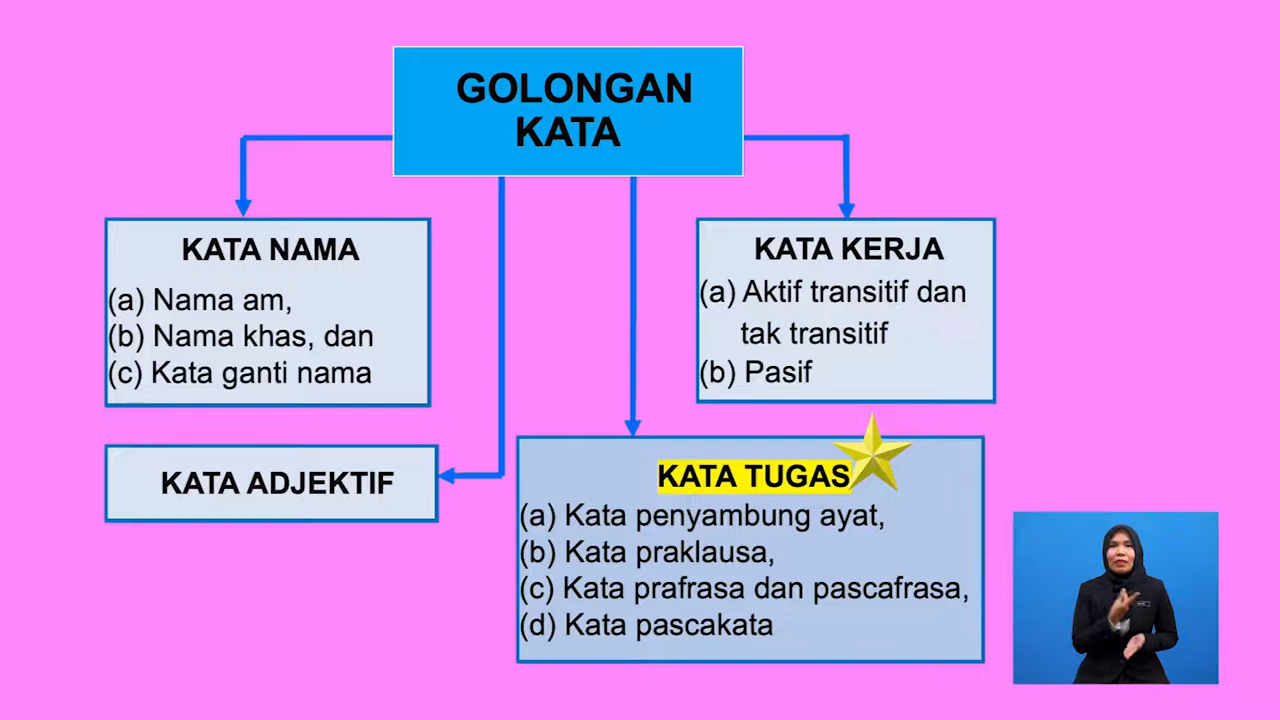 GOLONGAN
KATA
KATA NAMA
(a) Nama am,
(b) Nama khas, dan
(c) Kata ganti nama
KATA KERJA
(a) Aktif transitif dan
tak transitif
(b) Pasif
KATA ADJEKTIF
KATA TUGAS
(a) Kata penyambung ayat,
(b) Kata praklausa,
(c) Kata prafrasa dan pascafrasa,
(d) Kata pascakata